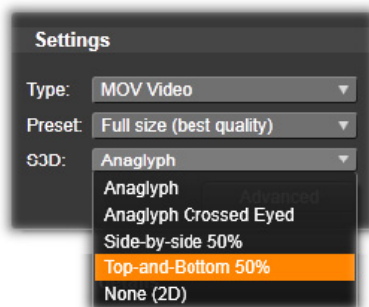 Settings
Type: MOV Video
Preset: Full size (best quality)
S3D: Anaglyph
Anaglyph
Advanced
Anaglyph Crossed Eyed
Side-by-side 50%
Top-and-Bottom 50%
None (2D)